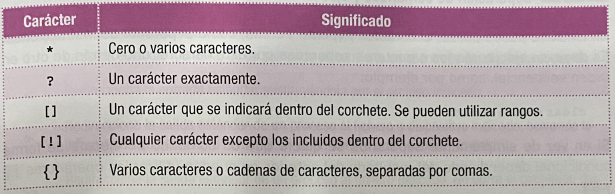 Carácter Significado
* Cero o varios caracteres.
? Un carácter exactamente.
[] Un carácter que se indicará dentro del corchete. Se pueden utilizar rangos.
[!] Cualquier carácter excepto los incluidos dentro del corchete.
{} Varios caracteres o cadenas de caracteres, separadas por comas.